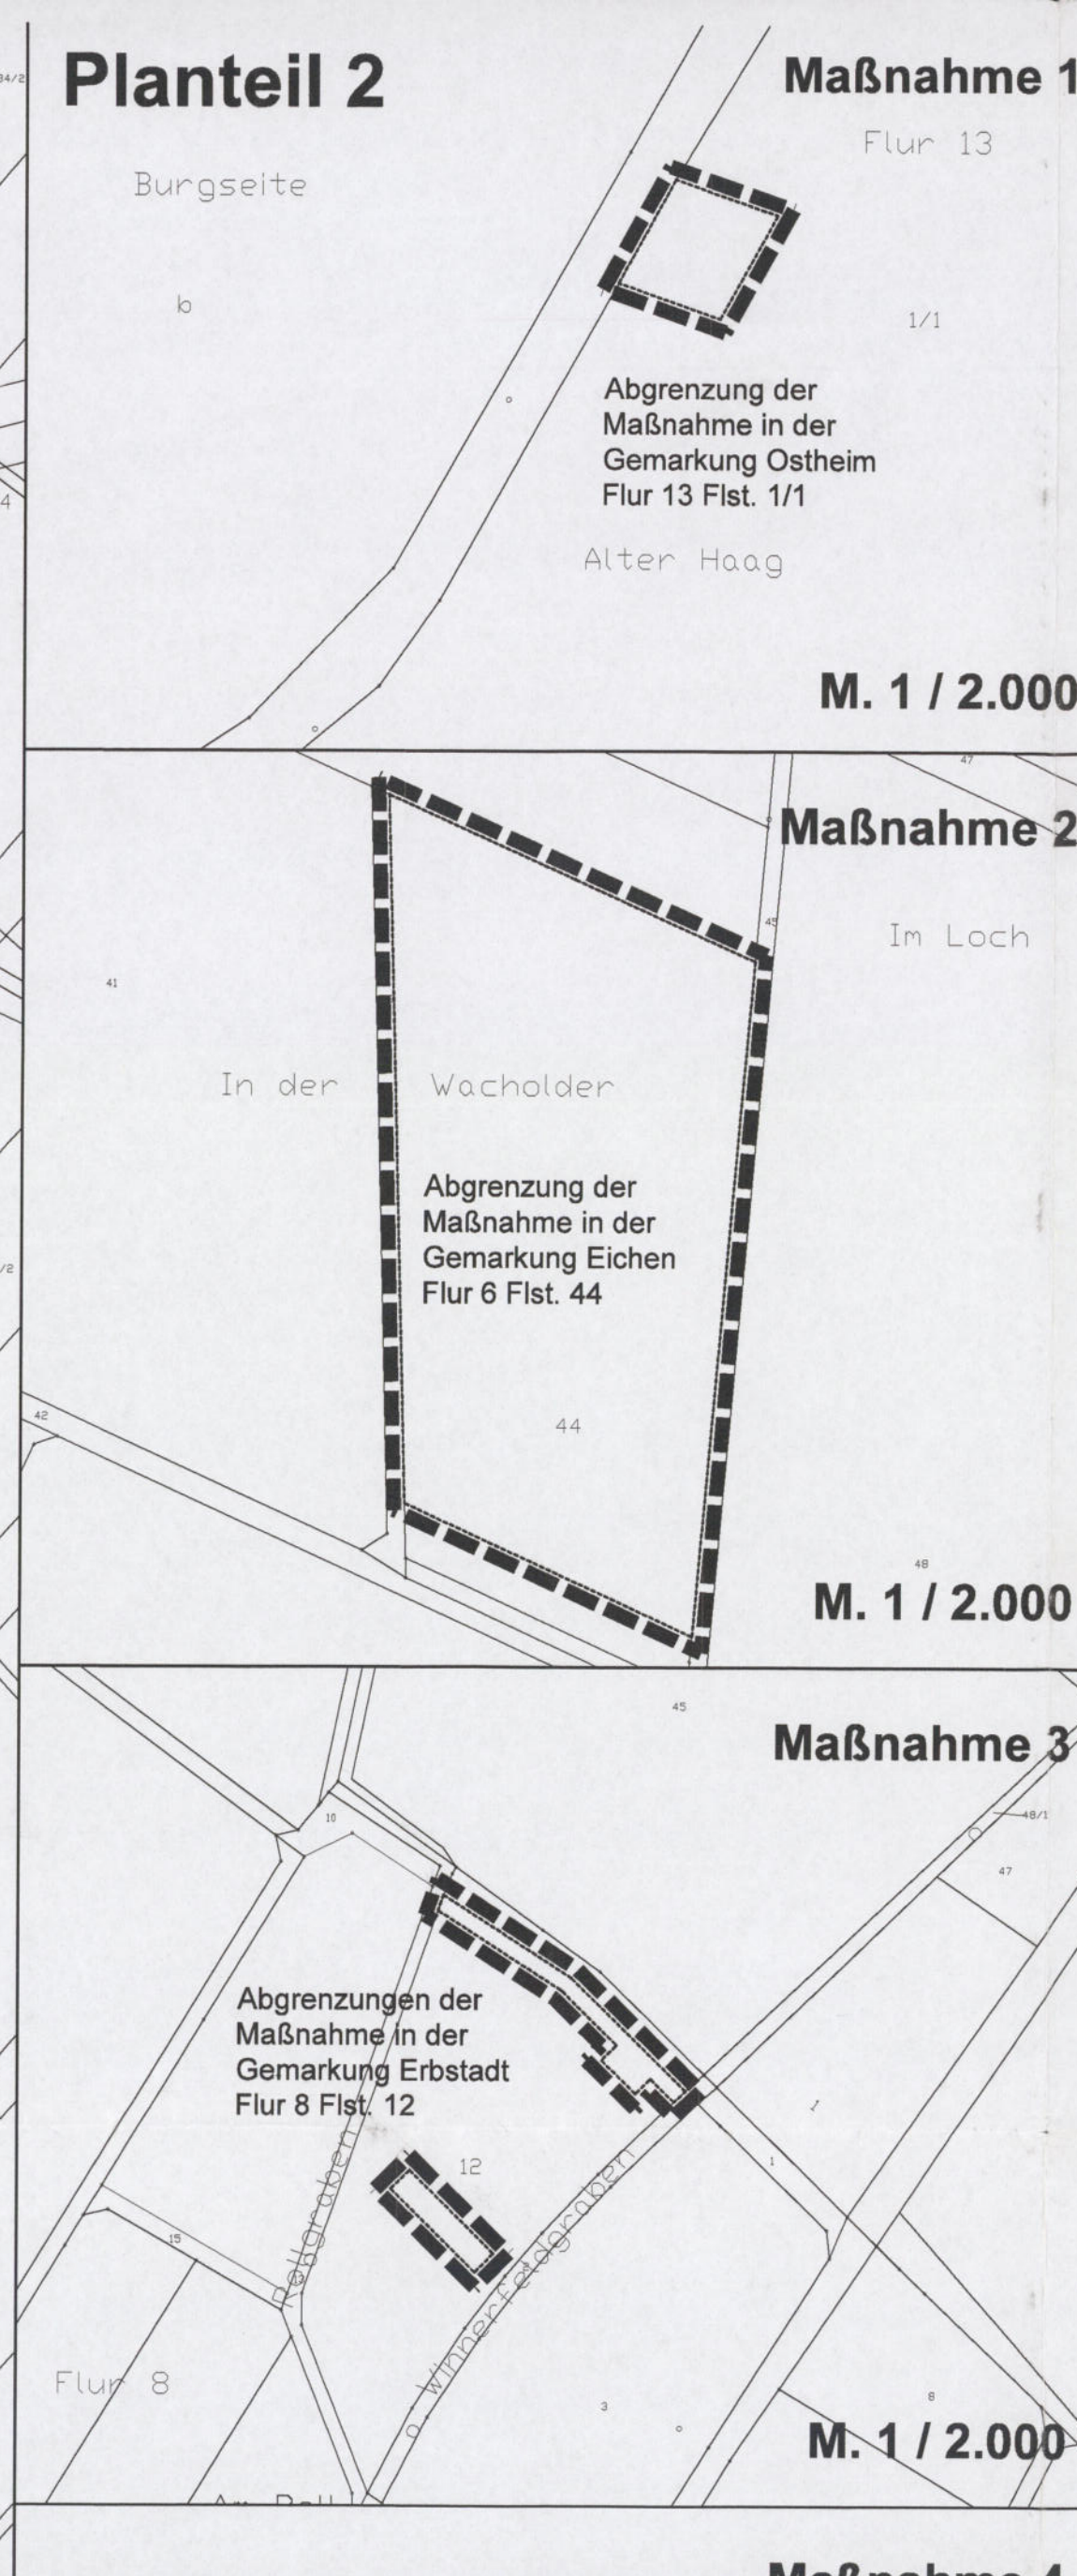 Planteil 2
Maßnahme 1
Flur 13
Burgseite
b
1/1
Abgrenzung der
Maßnahme in der
Gemarkung Ostheim
Flur 13 Flst. 1/1
Alter Haag
M. 1 / 2.000
47
Maßnahme 2
45
Im Loch
41
In der Wacholder
Abgrenzung der
Maßnahme in der
Gemarkung Eichen
Flur 6 Flst. 44
42
44
48
M. 1 / 2.000
45
Maßnahme 3
10
48/1
47
Abgrenzungen der
Maßnahme in der
Gemarkung Erbstadt
Flur 8 Flst. 12
1
1
12
15
Winnerfeldgraben
Flur 8
3
8
M. 1 / 2.000